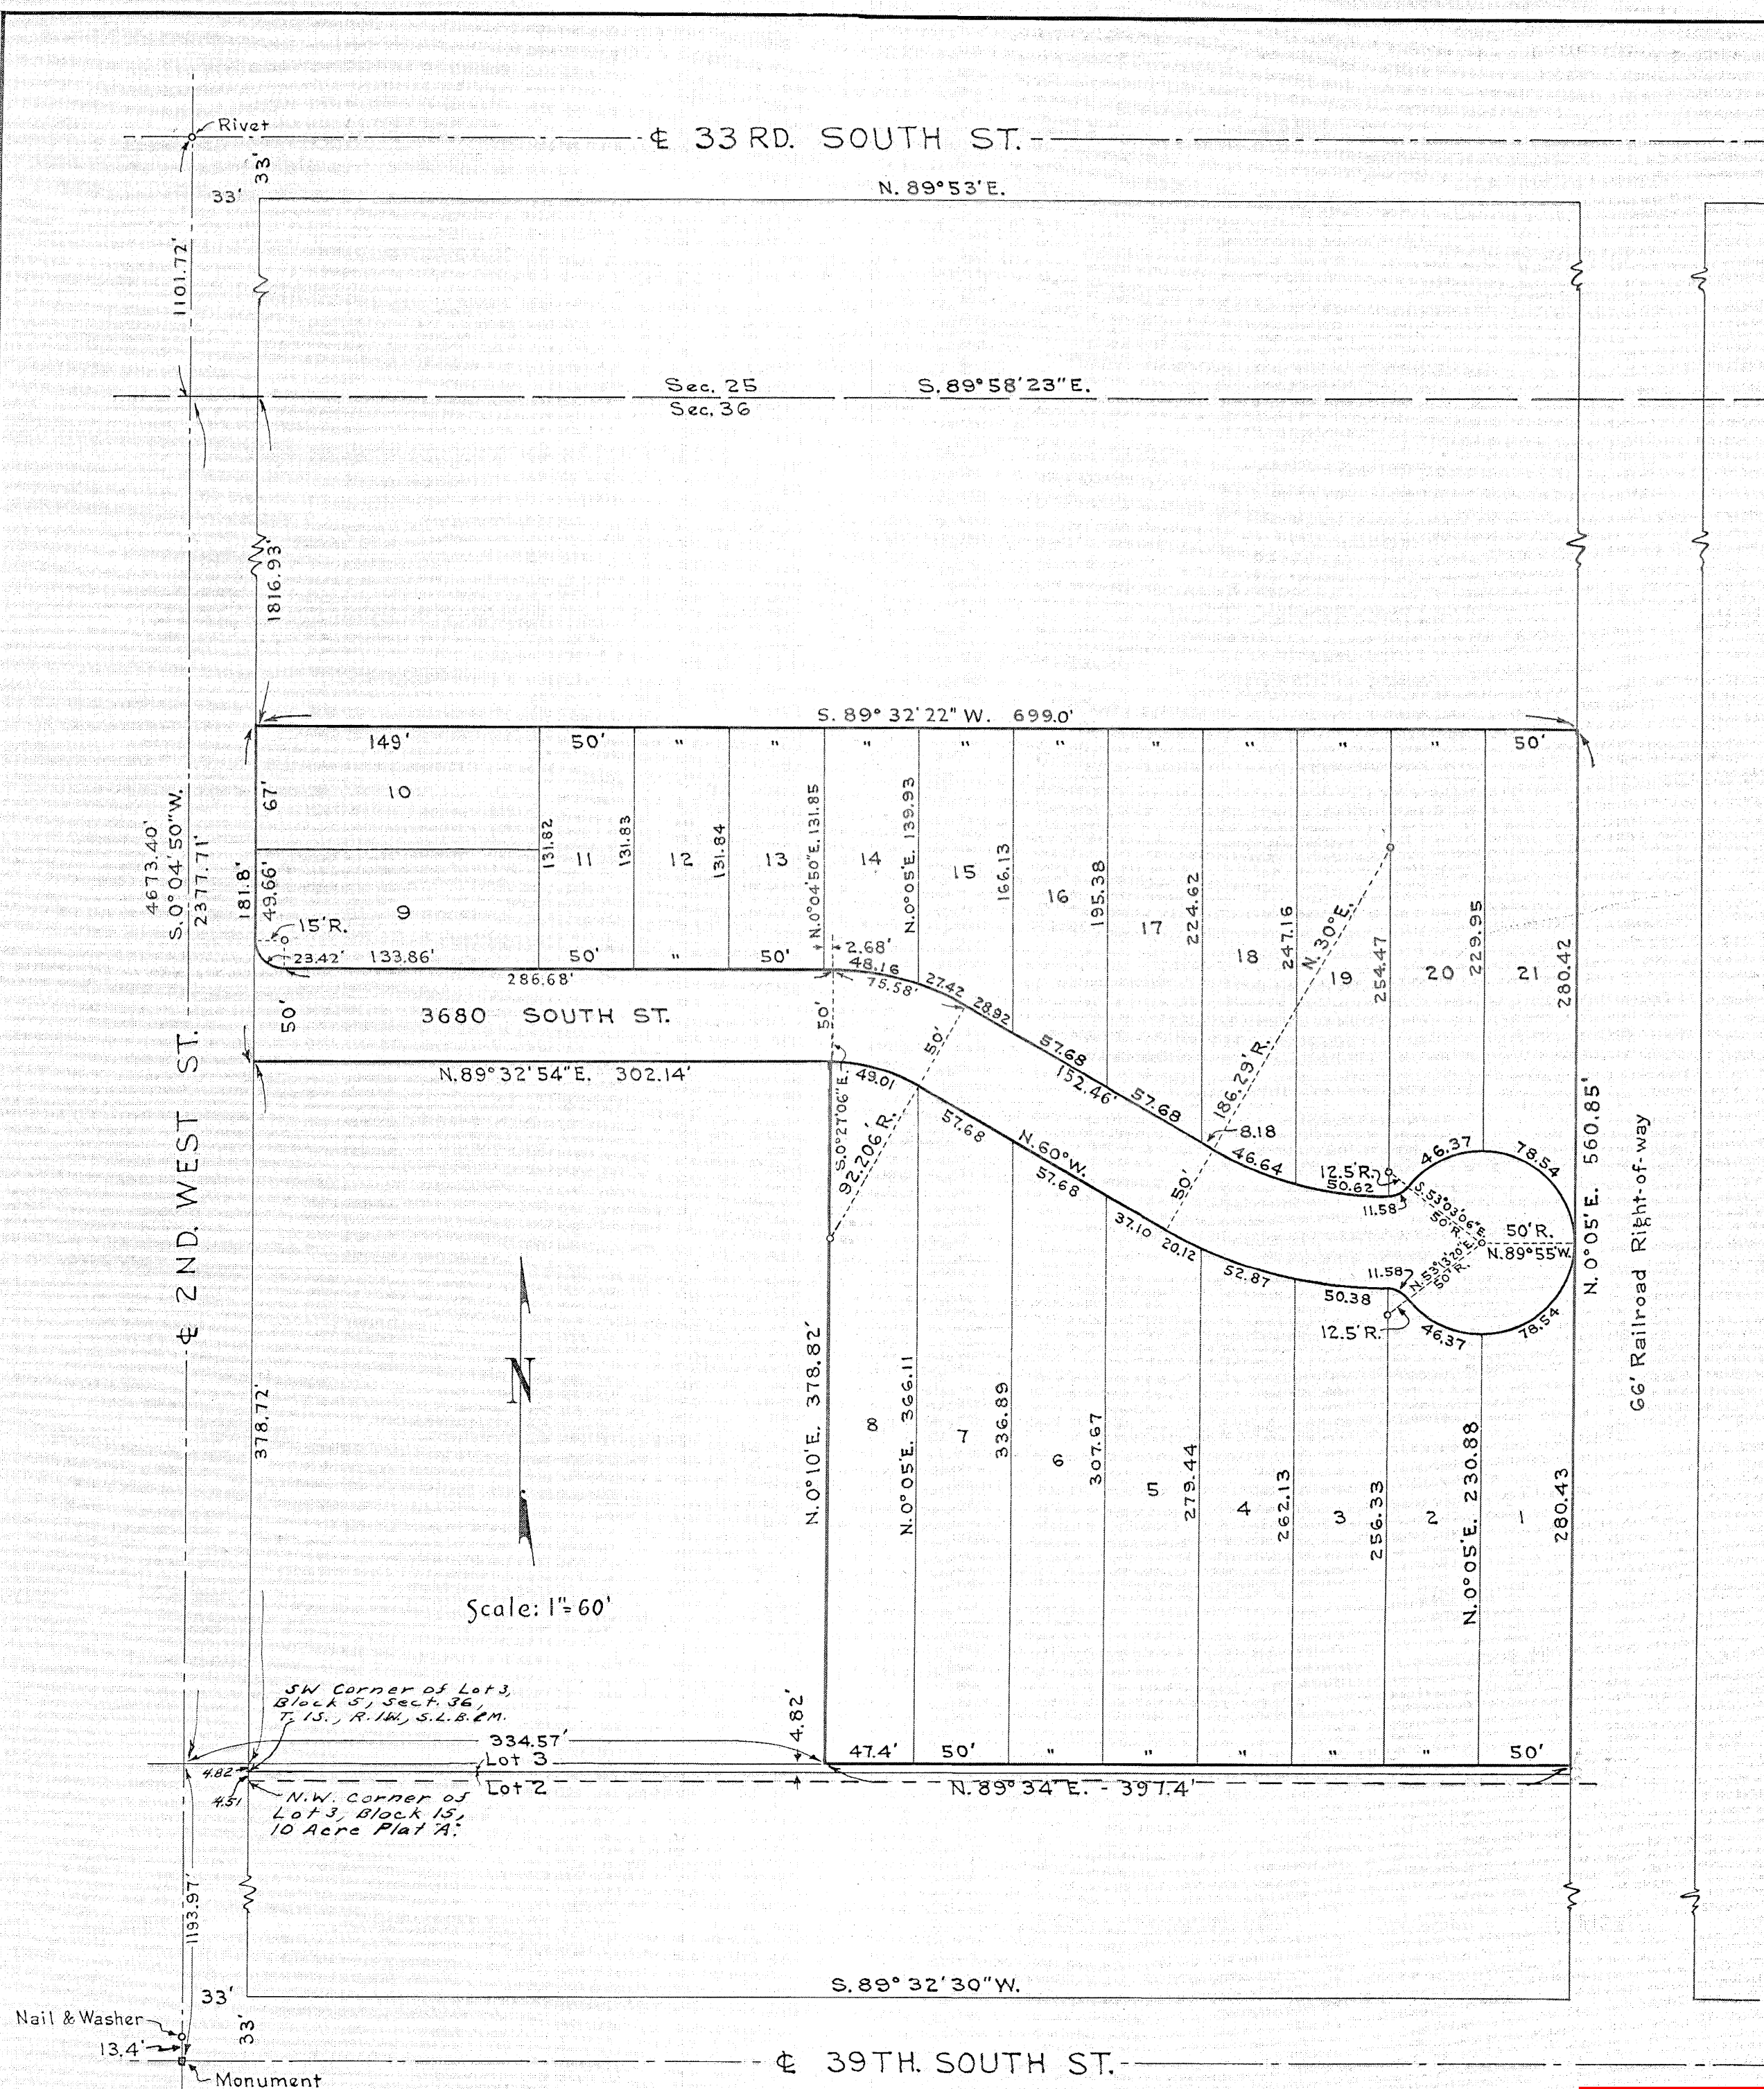 Rivet
℄ 33RD. SOUTH ST.
33'
33'
N. 89°53'E.
1101.72'
Sec. 25
S. 89°58'23"E.
Sec. 36
1816.93'
S. 89°32'22"W. 699.0'
149'
50'
"
"
"
"
"
"
"
"
"
50'
4673.40'
S.0°04'50"W.
2377.71'
181.8'
67'
10
49.66'
9
15'R.
23.42'
133.86'
50'
"
50'
286.68'
131.82
11
131.83
12
131.84
13
N.0°04'50"E. 131.85
14
N.0°05'E. 139.93
15
166.13
16
195.38
17
224.62
18
247.16
N.30°E.
186.29'R.
19
254.47
20
229.95
21
280.42
2.68'
48.16
75.58'
27.42
28.92
50'
3680 SOUTH ST.
50'
50'
57.68
152.46'
57.68
8.18
46.64
50.62
12.5'R.
11.58
46.37
78.54
S.53°03'06"E.
50'R.
50'R.
N.89°55'W.
N.53°13'20"E.
50'R.
N.89°32'54"E. 302.14'
S.0°27'06"E.
92.206'R.
49.01
57.68
N.60°W.
57.68
50'
37.10
20.12
52.87
50.38
11.58
12.5'R.
46.37
78.54
N.0°05'E. 560.85'
66' Railroad Right-of-way
℄ 2ND. WEST ST.
378.72'
N
Scale: 1"=60'
N.0°10'E. 378.82'
8
N.0°05'E. 366.11
7
336.89
6
307.67
5
279.44
4
262.13
3
256.33
2
N.0°05'E. 230.88
1
280.43
SW Corner of Lot 3,
Block 5, Sect. 36,
T. 1S., R. 1W., S.L.B.&M.
334.57'
Lot 3
Lot 2
4.82'
47.4'
50'
"
"
"
"
"
50'
4.82
4.51
N.W. Corner of
Lot 3, Block 15,
10 Acre Plat "A".
N.89°34'E. - 397.4'
1193.97'
S.89°32'30"W.
33'
33'
Nail & Washer
13.4'
Monument
℄ 39TH. SOUTH ST.